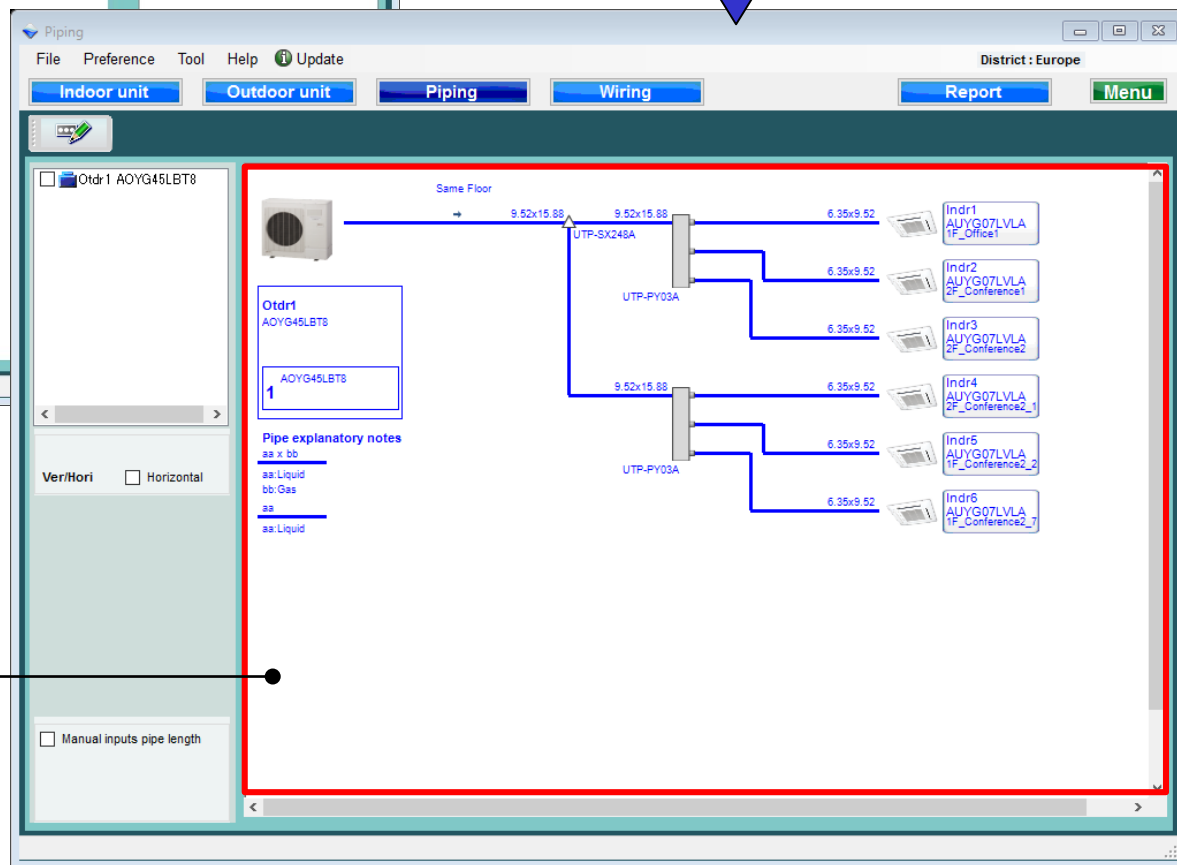 Piping
File Preference Tool Help Update
District : Europe
Indoor unit Outdoor unit Piping Wiring Report Menu
Otdr1 AOYG45LBT8
Ver/Hori Horizontal
Manual inputs pipe length
Same Floor
9.52x15.88 9.52x15.88 6.35x9.52
UTP-SX248A
Indr1
AUYG07LVLA
1F_Office1
6.35x9.52
Indr2
AUYG07LVLA
2F_Conference1
UTP-PY03A
6.35x9.52
Indr3
AUYG07LVLA
2F_Conference2
9.52x15.88 6.35x9.52
Indr4
AUYG07LVLA
2F_Conference2_1
6.35x9.52
Indr5
AUYG07LVLA
1F_Conference2_2
UTP-PY03A
6.35x9.52
Indr6
AUYG07LVLA
1F_Conference2_7
Otdr1
AOYG45LBT8
AOYG45LBT8
1
Pipe explanatory notes
aa x bb
aa:Liquid
bb:Gas
aa
aa:Liquid